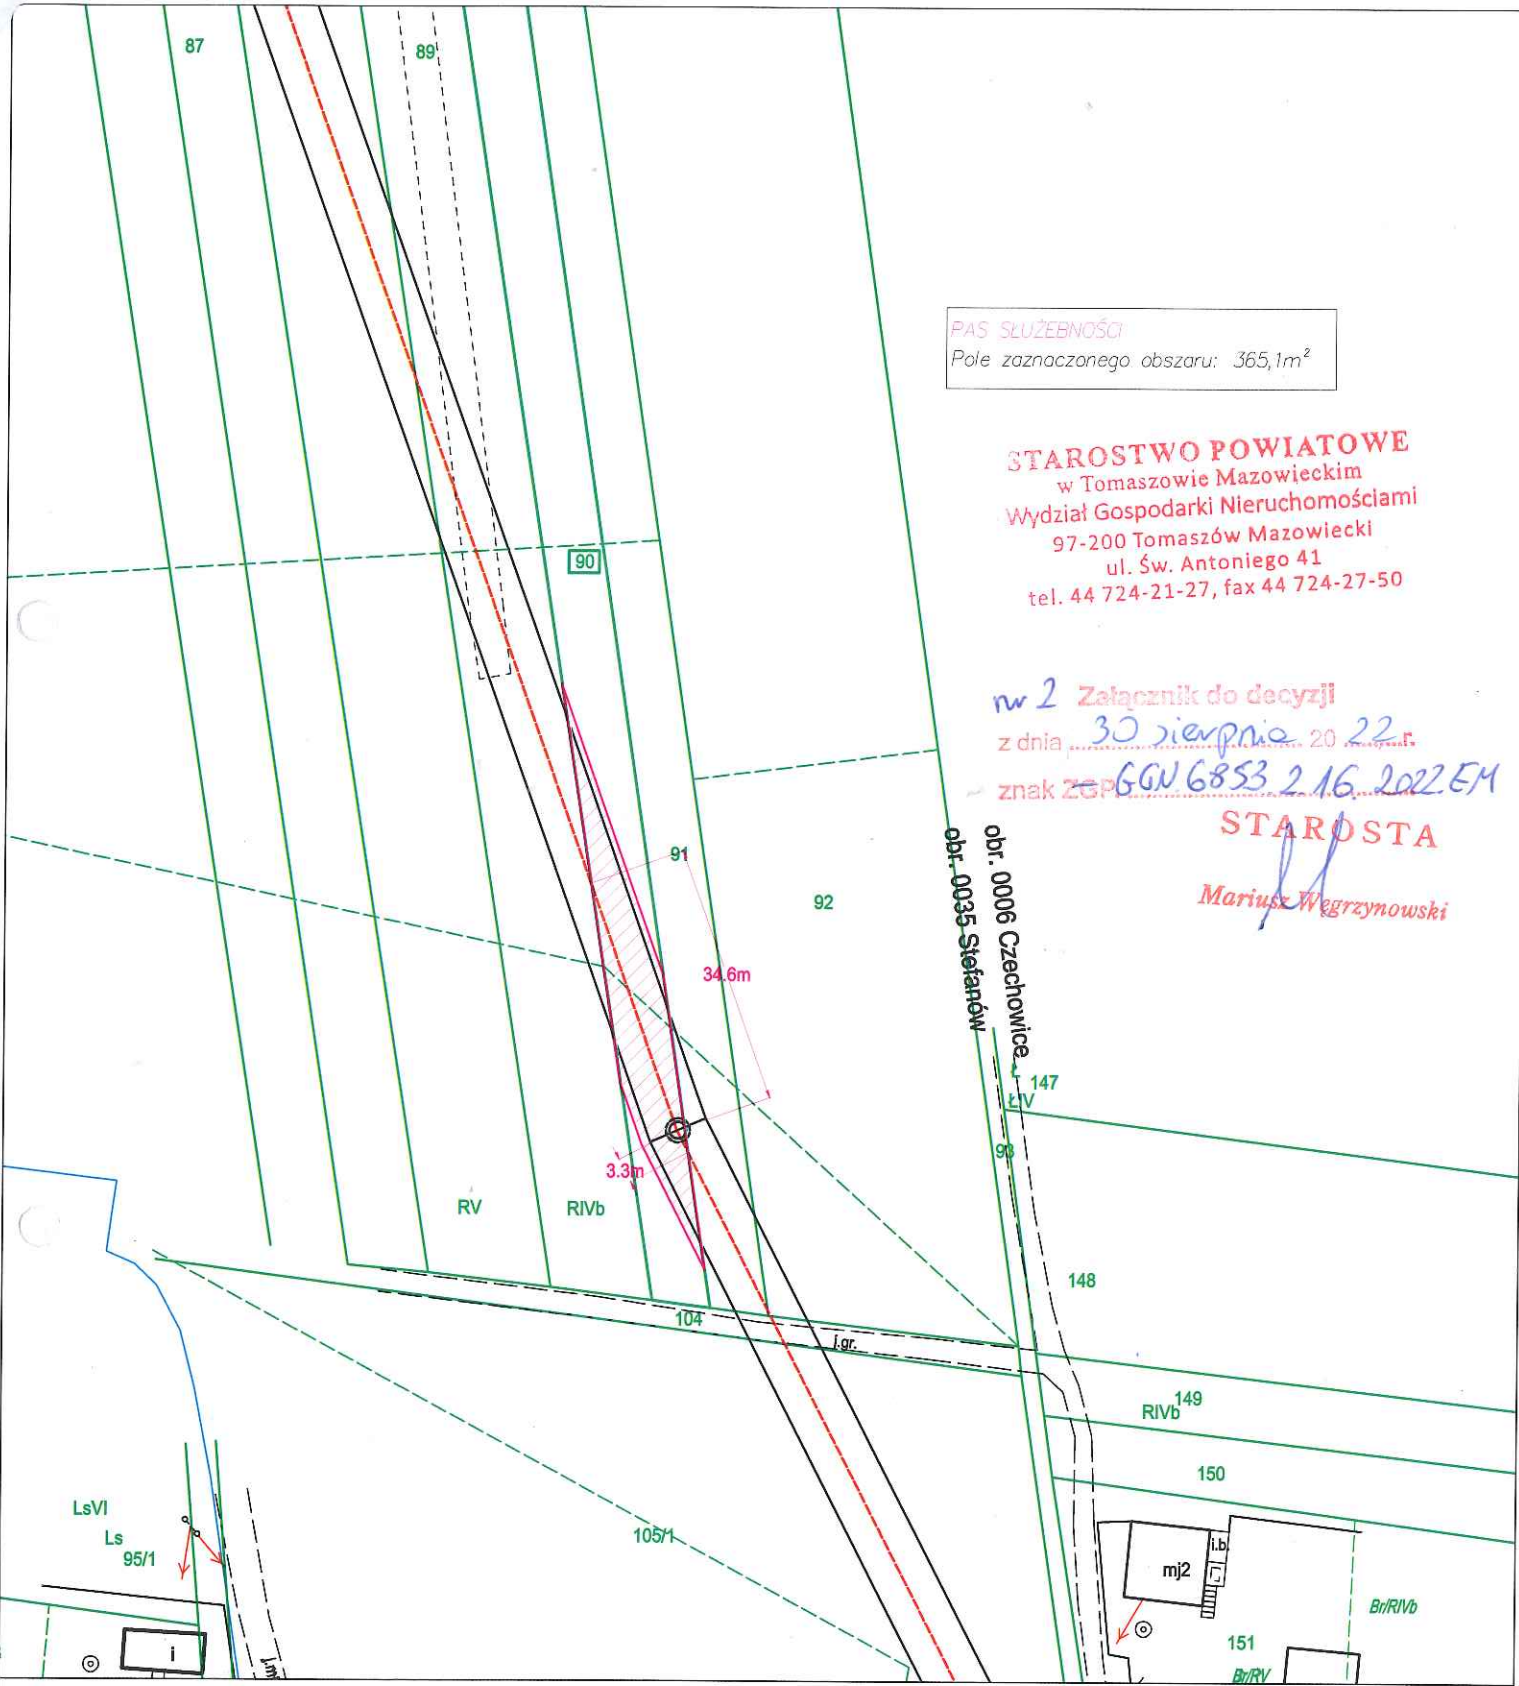 87
89
PAS SŁUŻEBNOŚCI
Pole zaznaczonego obszaru: 365,1m²
STAROSTWO POWIATOWE
w Tomaszowie Mazowieckim
Wydział Gospodarki Nieruchomościami
97-200 Tomaszów Mazowiecki
ul. Św. Antoniego 41
tel. 44 724-21-27, fax 44 724-27-50
90
nr 2 Załącznik do decyzji
z dnia 30 sierpnia 20 22 r.
znak ZGP GGN 6853.2.16.2022.EM
STAROSTA
Mariusz Węgrzynowski
91
92
obr. 0006 Czechowice
obr. 0035 Stefanów
34.6m
Ł
147
ŁIV
93
3.3m
RV
RIVb
148
104
j.gr.
149
RIVb
150
LsVI
Ls
95/1
105/1
i.b.
mj2
Br/RIVb
151
Br/RV
i